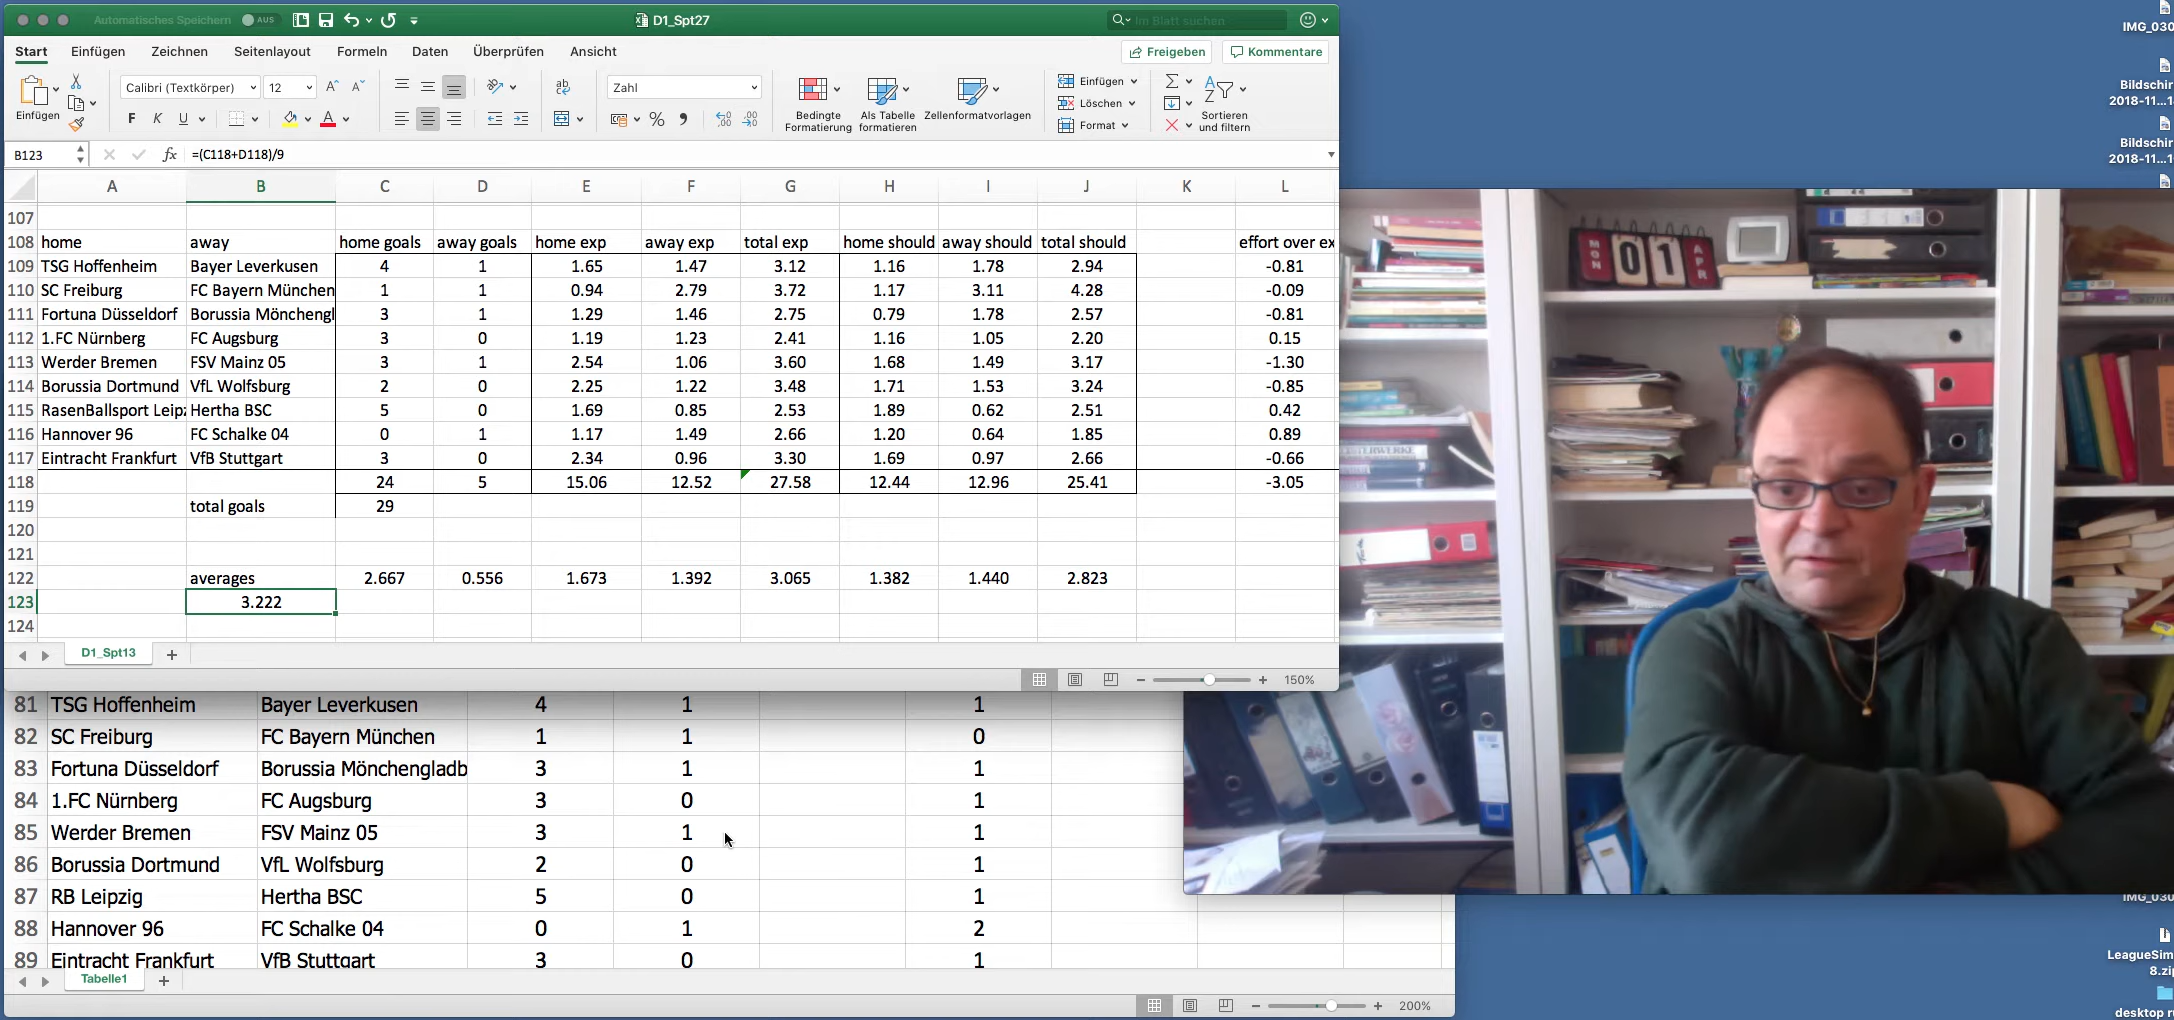 Automatisches Speichern AUS D1_Spt27 Im Blatt suchen
Start Einfügen Zeichnen Seitenlayout Formeln Daten Überprüfen Ansicht Freigeben Kommentare
Calibri (Textkörper) 12 Zahl
Einfügen F K U A
Bedingte Formatierung
Als Tabelle formatieren
Zellenformatvorlagen
Einfügen
Löschen
Format
Sortieren und filtern
B123 fx =(C118+D118)/9
A B C D E F G H I J K L
107
108 home away home goals away goals home exp away exp total exp home should away should total should effort over ex
109 TSG Hoffenheim Bayer Leverkusen 4 1 1.65 1.47 3.12 1.16 1.78 2.94 -0.81
110 SC Freiburg FC Bayern München 1 1 0.94 2.79 3.72 1.17 3.11 4.28 -0.09
111 Fortuna Düsseldorf Borussia Mönchengl 3 1 1.29 1.46 2.75 0.79 1.78 2.57 -0.81
112 1.FC Nürnberg FC Augsburg 3 0 1.19 1.23 2.41 1.16 1.05 2.20 0.15
113 Werder Bremen FSV Mainz 05 3 1 2.54 1.06 3.60 1.68 1.49 3.17 -1.30
114 Borussia Dortmund VfL Wolfsburg 2 0 2.25 1.22 3.48 1.71 1.53 3.24 -0.85
115 RasenBallsport Leipz Hertha BSC 5 0 1.69 0.85 2.53 1.89 0.62 2.51 0.42
116 Hannover 96 FC Schalke 04 0 1 1.17 1.49 2.66 1.20 0.64 1.85 0.89
117 Eintracht Frankfurt VfB Stuttgart 3 0 2.34 0.96 3.30 1.69 0.97 2.66 -0.66
118 24 5 15.06 12.52 27.58 12.44 12.96 25.41 -3.05
119 total goals 29
120
121
122 averages 2.667 0.556 1.673 1.392 3.065 1.382 1.440 2.823
123 3.222
124
D1_Spt13
150%
81 TSG Hoffenheim Bayer Leverkusen 4 1 1
82 SC Freiburg FC Bayern München 1 1 0
83 Fortuna Düsseldorf Borussia Mönchengladb 3 1 1
84 1.FC Nürnberg FC Augsburg 3 0 1
85 Werder Bremen FSV Mainz 05 3 1 1
86 Borussia Dortmund VfL Wolfsburg 2 0 1
87 RB Leipzig Hertha BSC 5 0 1
88 Hannover 96 FC Schalke 04 0 1 2
89 Eintracht Frankfurt VfB Stuttgart 3 0 1
Tabelle1
200%
IMG_030
Bildschir
2018-11...1
Bildschir
2018-11...1
MON 01 APR
IMG_030
LeagueSim
8.zi
desktop r